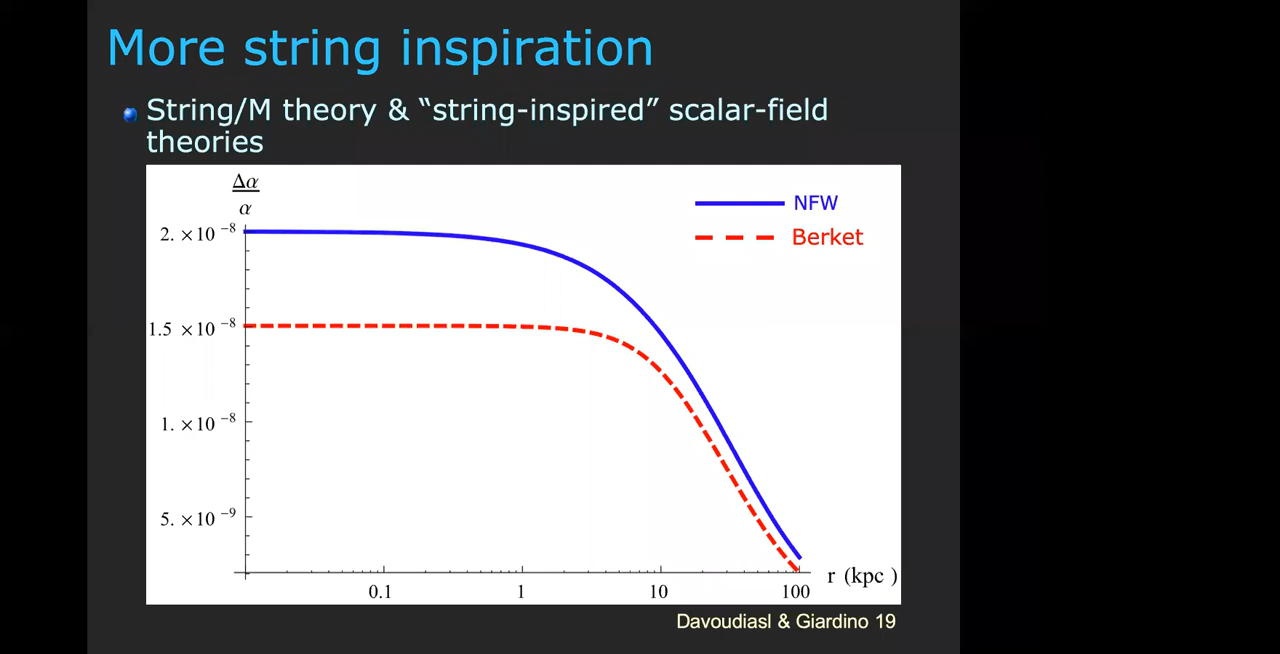 More string inspiration
String/M theory & “string-inspired” scalar-field
theories
Δα
α
NFW
Berket
2. ×10 −8
1.5 ×10 −8
1. ×10 −8
5. ×10 −9
0.1 1 10 100
r (kpc )
Davoudiasl & Giardino 19